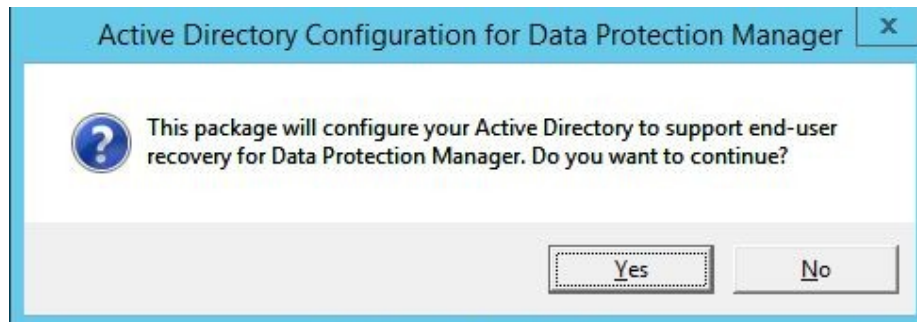 Active Directory Configuration for Data Protection Manager
x
?
This package will configure your Active Directory to support end-user
recovery for Data Protection Manager. Do you want to continue?
Yes
No